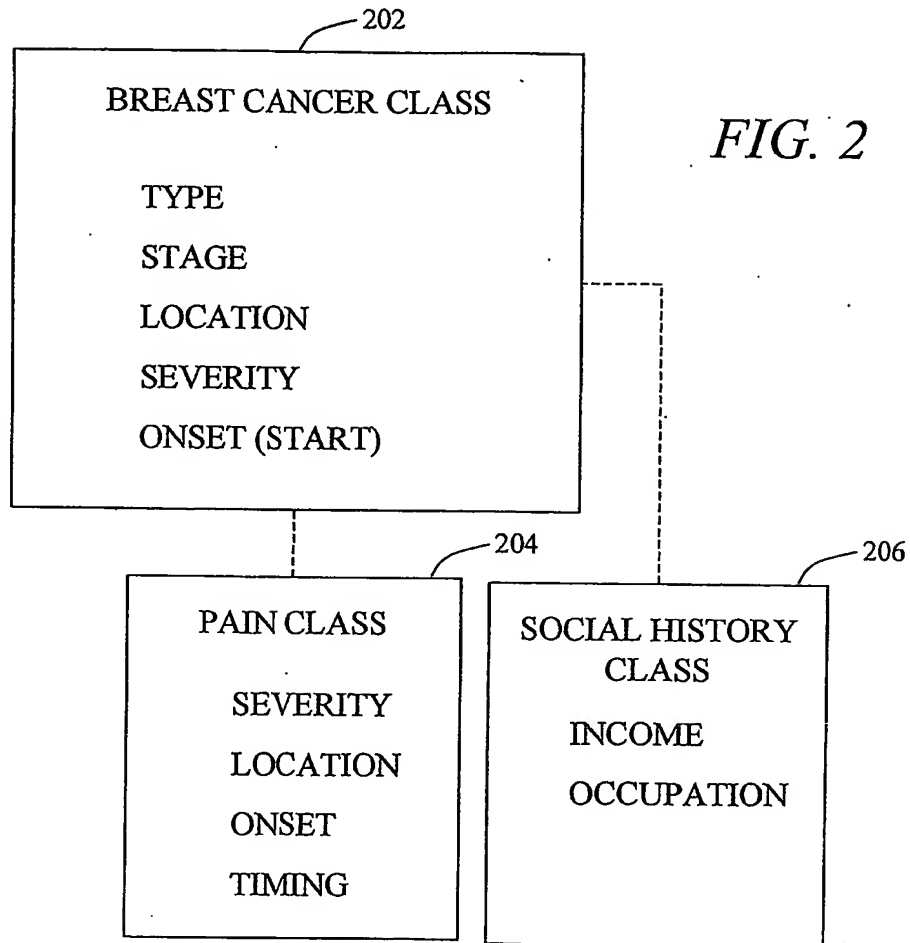 202
BREAST CANCER CLASS
FIG. 2
TYPE
STAGE
LOCATION
SEVERITY
ONSET (START)
204
206
PAIN CLASS
SEVERITY
LOCATION
ONSET
TIMING
SOCIAL HISTORY
CLASS
INCOME
OCCUPATION